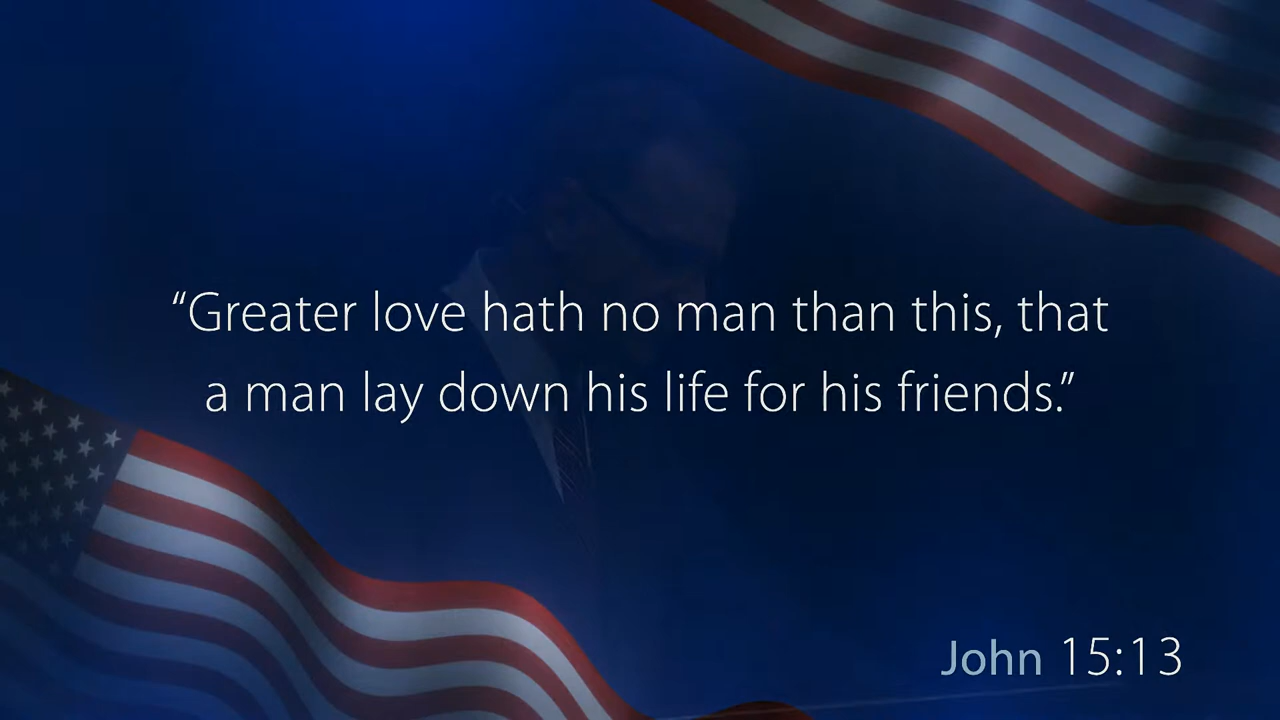 “Greater love hath no man than this, that
a man lay down his life for his friends.”
John 15:13